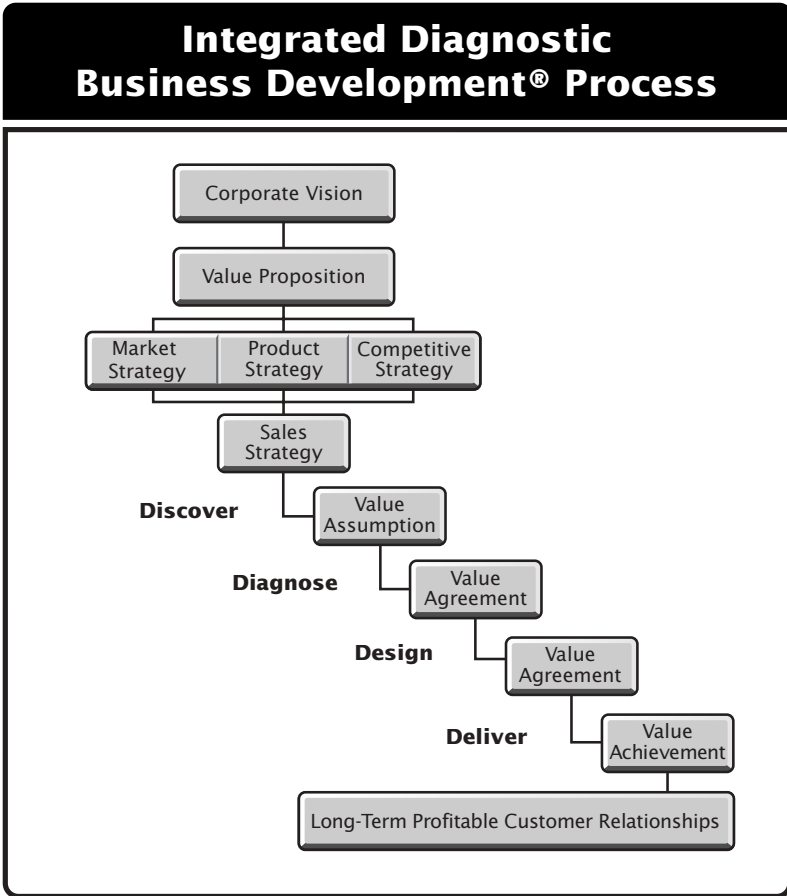 Integrated Diagnostic
Business Development® Process
Corporate Vision
Value Proposition
Market
Strategy
Product
Strategy
Competitive
Strategy
Sales
Strategy
Discover
Value
Assumption
Diagnose
Value
Agreement
Design
Value
Agreement
Deliver
Value
Achievement
Long-Term Profitable Customer Relationships